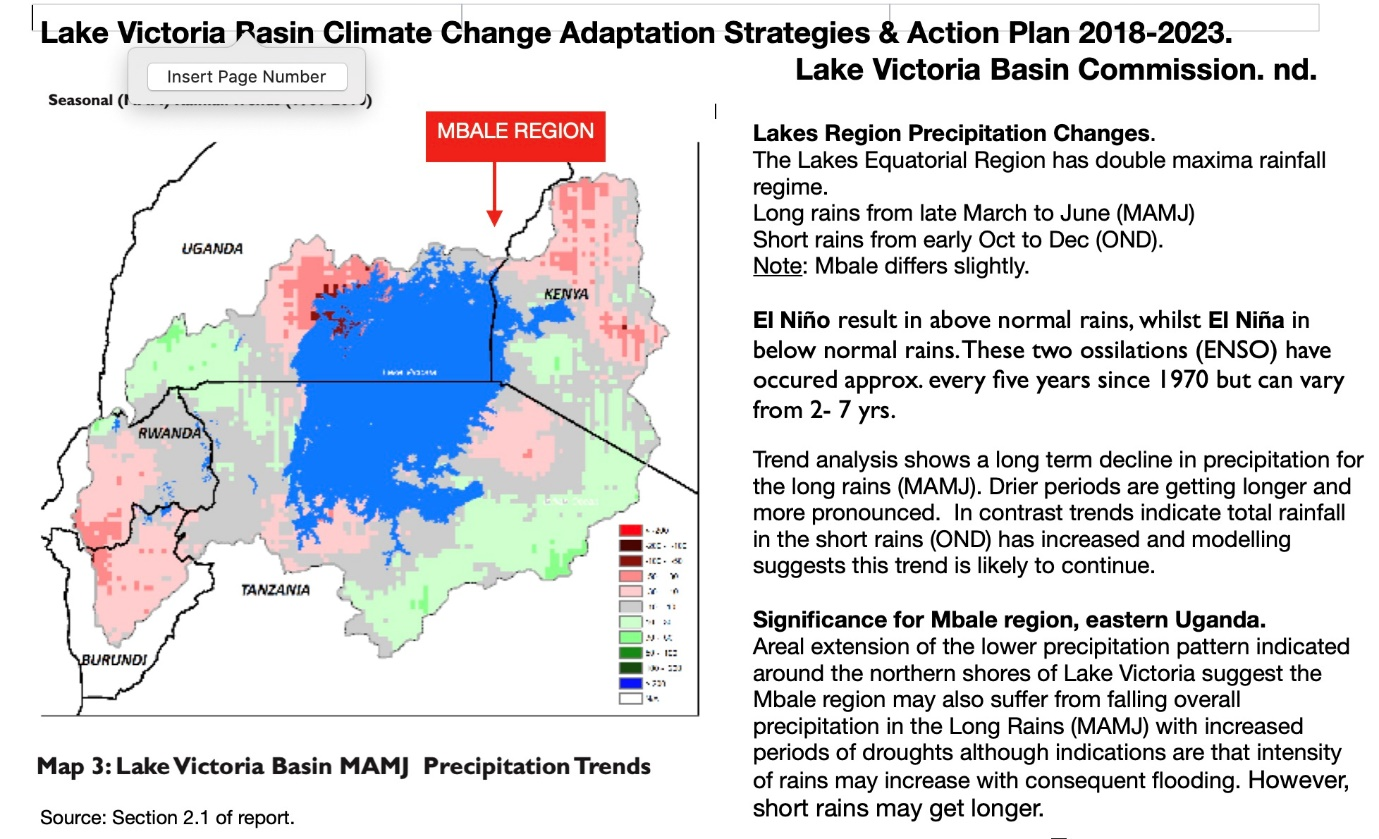 Lake Victoria Basin Climate Change Adaptation Strategies & Action Plan 2018-2023.
Lake Victoria Basin Commission. nd.
Insert Page Number
Seasonal
MBALE REGION
UGANDA
KENYA
Lake Victoria
RWANDA
TANZANIA
BURUNDI
N/A
Map 3: Lake Victoria Basin MAMJ Precipitation Trends
Source: Section 2.1 of report.
Lakes Region Precipitation Changes.
The Lakes Equatorial Region has double maxima rainfall
regime.
Long rains from late March to June (MAMJ)
Short rains from early Oct to Dec (OND).
Note: Mbale differs slightly.
El Niño result in above normal rains, whilst El Niña in
below normal rains. These two ossilations (ENSO) have
occured approx. every five years since 1970 but can vary
from 2- 7 yrs.
Trend analysis shows a long term decline in precipitation for
the long rains (MAMJ). Drier periods are getting longer and
more pronounced. In contrast trends indicate total rainfall
in the short rains (OND) has increased and modelling
suggests this trend is likely to continue.
Significance for Mbale region, eastern Uganda.
Areal extension of the lower precipitation pattern indicated
around the northern shores of Lake Victoria suggest the
Mbale region may also suffer from falling overall
precipitation in the Long Rains (MAMJ) with increased
periods of droughts although indications are that intensity
of rains may increase with consequent flooding. However,
short rains may get longer.